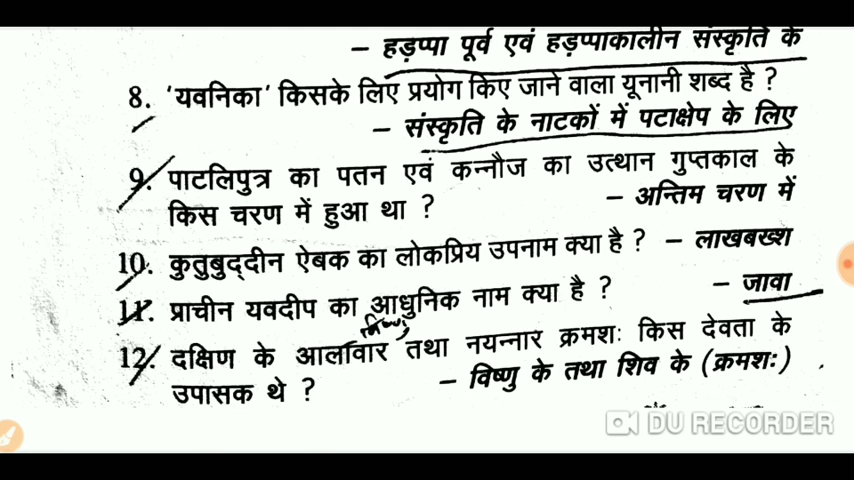 – हड़प्पा पूर्व एवं हड़प्पाकालीन संस्कृति के
8. 'यवनिका' किसके लिए प्रयोग किए जाने वाला यूनानी शब्द है ?
– संस्कृति के नाटकों में पटाक्षेप के लिए
9. पाटलिपुत्र का पतन एवं कन्नौज का उत्थान गुप्तकाल के
किस चरण में हुआ था ? – अन्तिम चरण में
10. कुतुबुद्दीन ऐबक का लोकप्रिय उपनाम क्या है ? – लाखबख्श
11. प्राचीन यवदीप का आधुनिक नाम क्या है ? – जावा
विष्णु
12. दक्षिण के आलावार तथा नयन्नार क्रमशः किस देवता के
उपासक थे ? – विष्णु के तथा शिव के (क्रमशः)
DU RECORDER